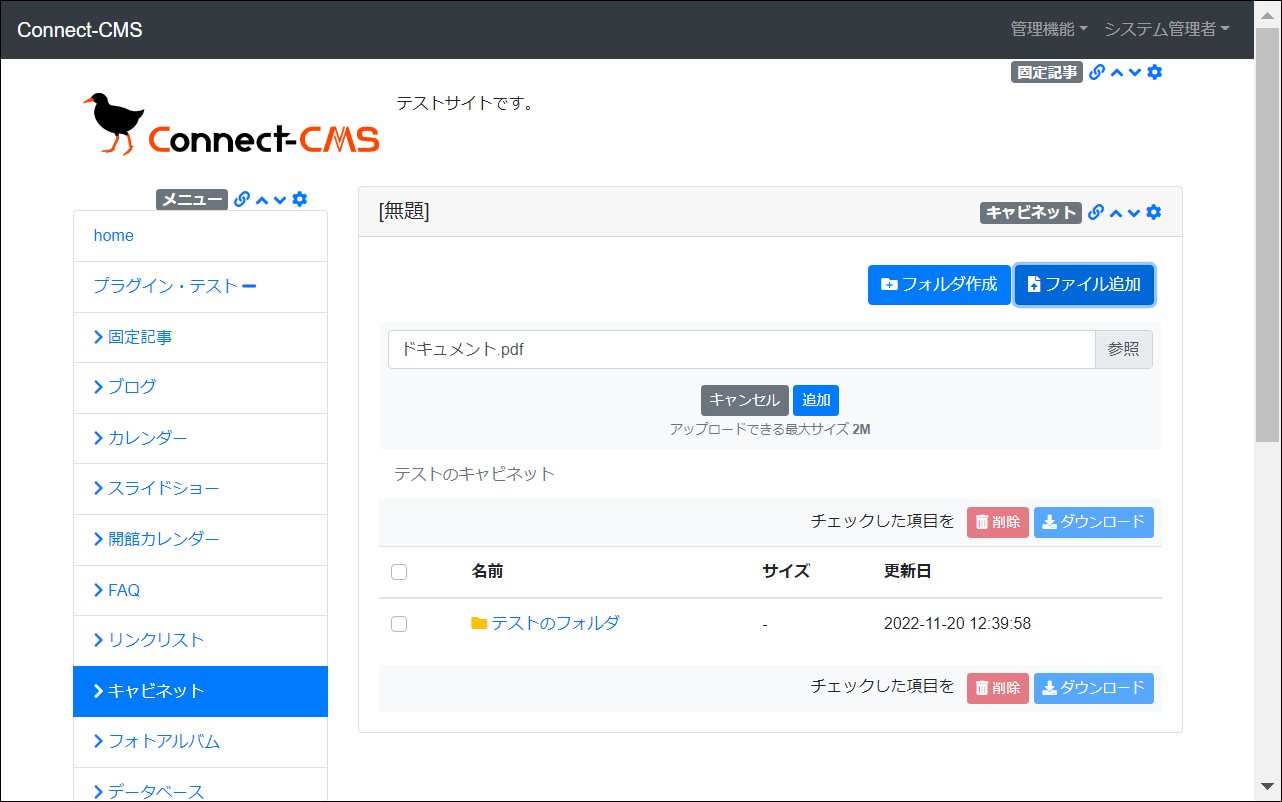 Connect-CMS
管理機能 システム管理者
固定記事
テストサイトです。
Connect-CMS
メニュー
home
プラグイン・テスト
固定記事
ブログ
カレンダー
スライドショー
開館カレンダー
FAQ
リンクリスト
キャビネット
フォトアルバム
データベース
[無題] キャビネット
フォルダ作成 ファイル追加
ドキュメント.pdf 参照
キャンセル 追加
アップロードできる最大サイズ 2M
テストのキャビネット
チェックした項目を 削除 ダウンロード
名前 サイズ 更新日
テストのフォルダ - 2022-11-20 12:39:58
チェックした項目を 削除 ダウンロード